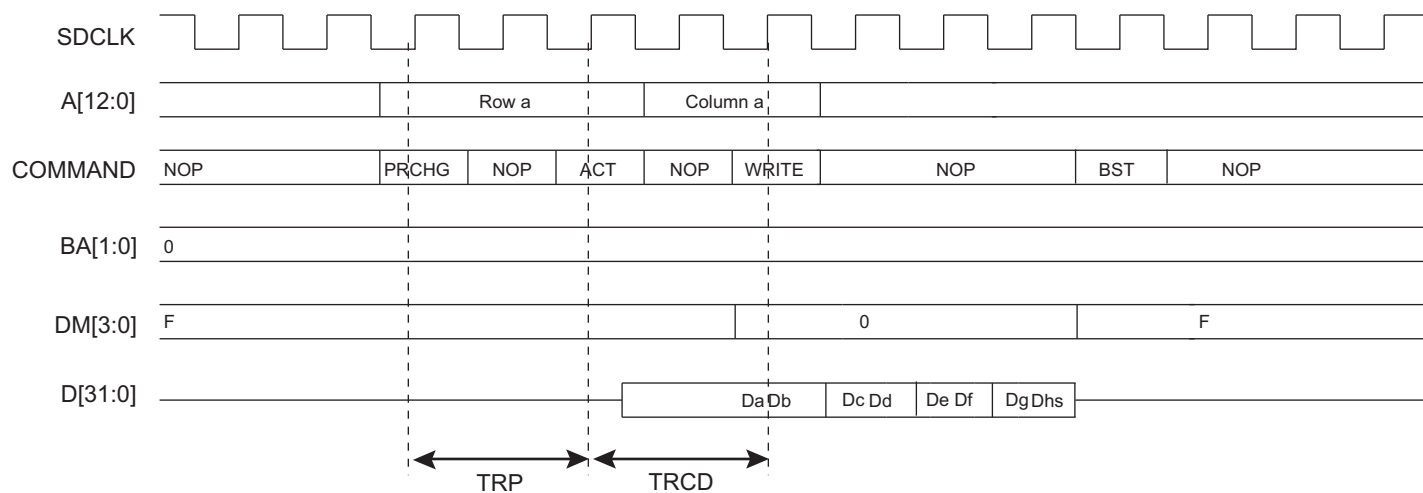 SDCLK
A[12:0] Row a Column a
COMMAND NOP PRCHG NOP ACT NOP WRITE NOP BST NOP
BA[1:0] 0
DM[3:0] F 0 F
D[31:0] Da Db Dc Dd De Df Dg Dhs
TRP TRCD